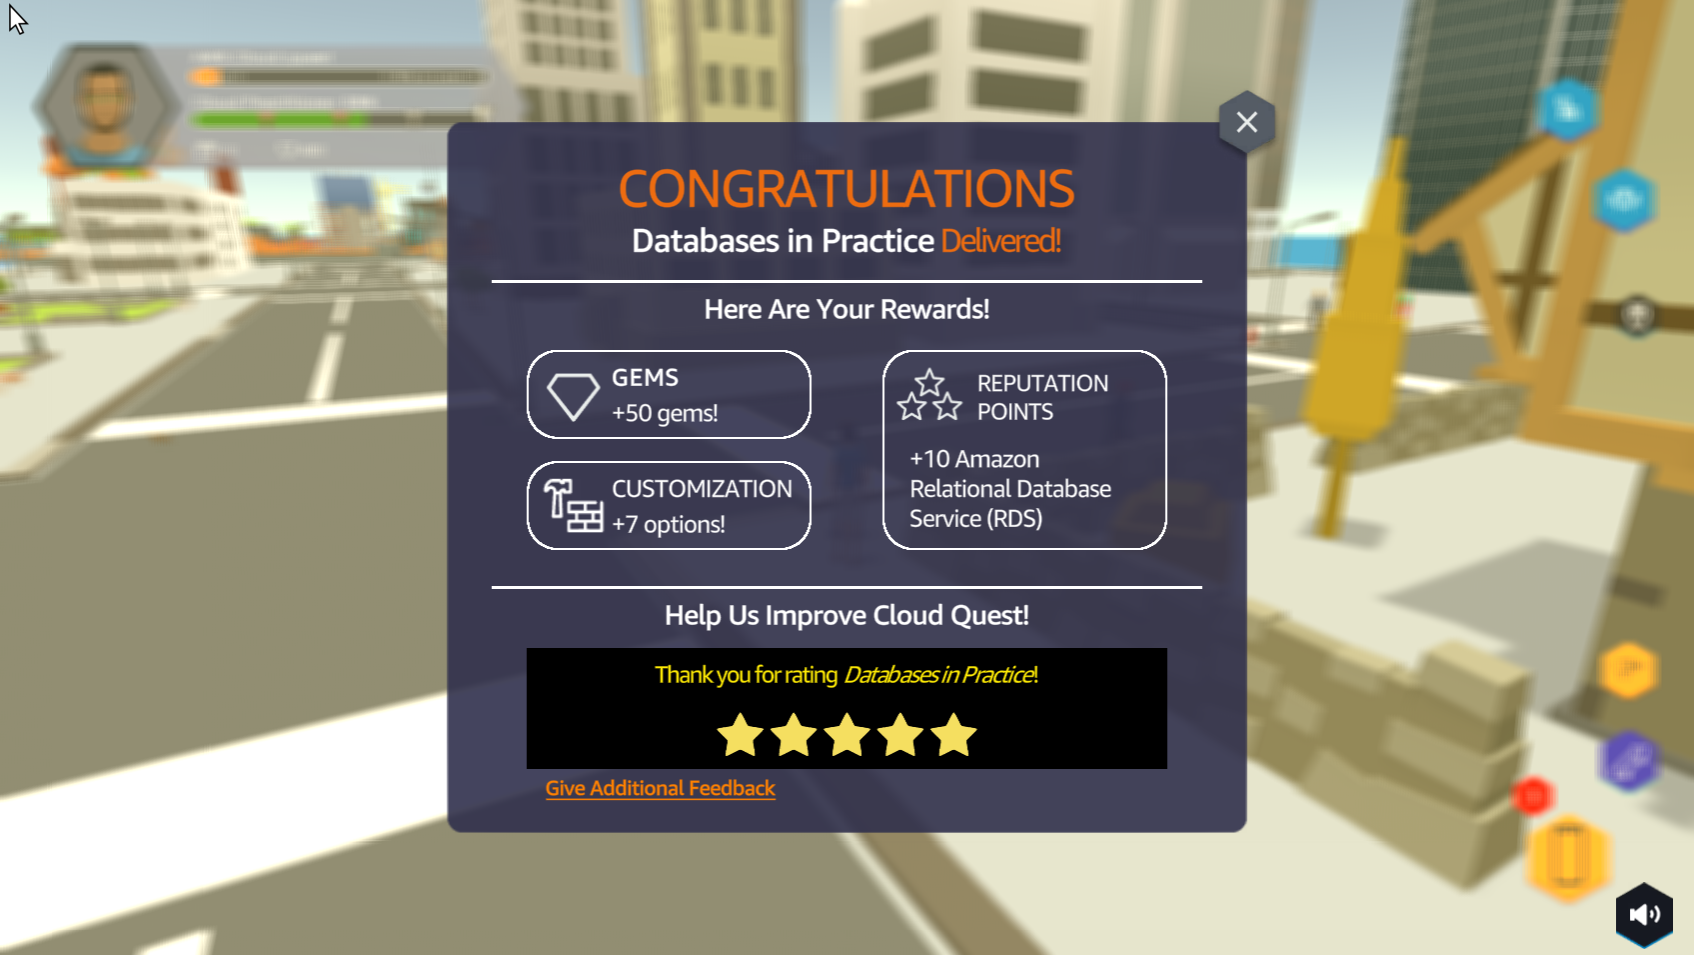 CONGRATULATIONS
Databases in Practice Delivered!
Here Are Your Rewards!
GEMS
+50 gems!
CUSTOMIZATION
+7 options!
REPUTATION
POINTS
+10 Amazon
Relational Database
Service (RDS)
Help Us Improve Cloud Quest!
Thank you for rating Databases in Practice!
Give Additional Feedback